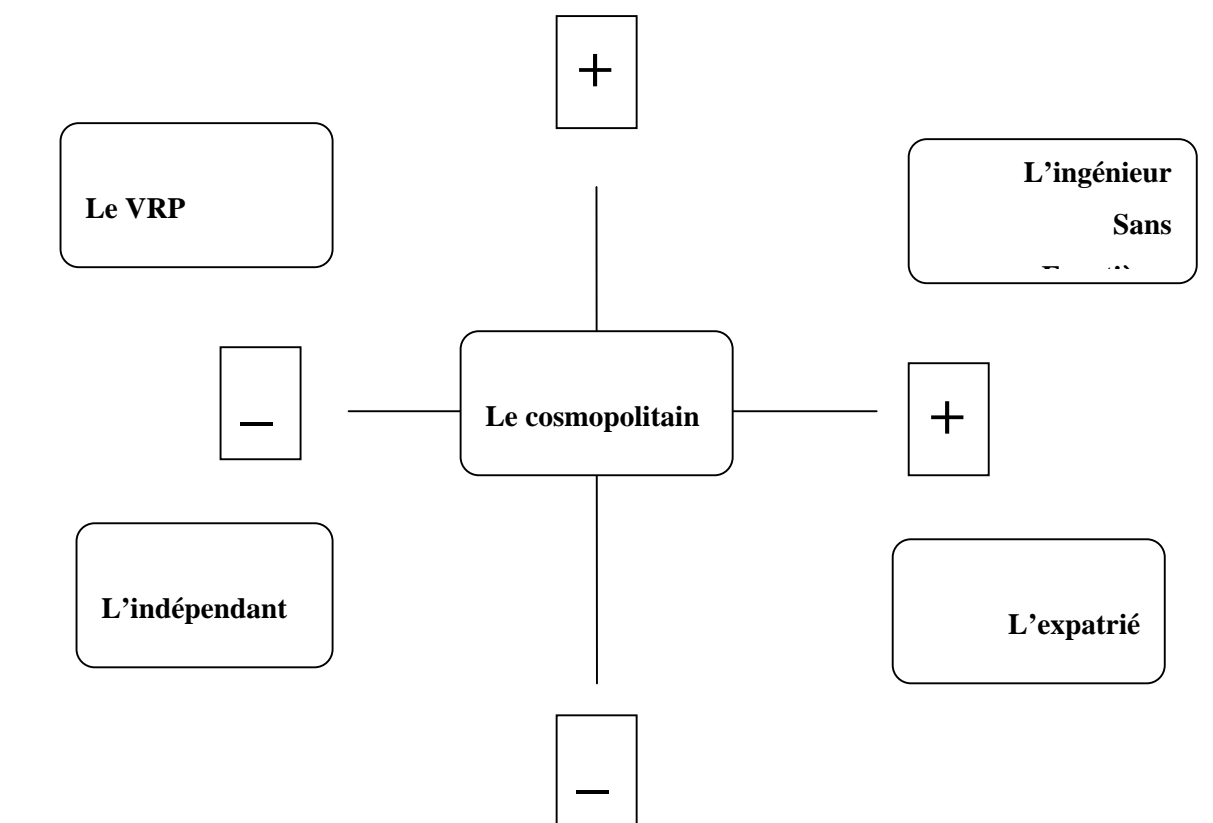 +
Le VRP
L’ingénieur
Sans
_
Le cosmopolitain
+
L’indépendant
L’expatrié
_